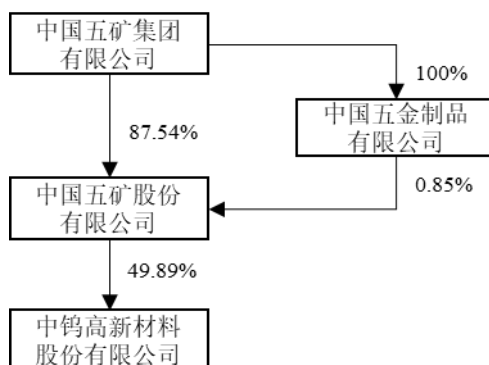 中国五矿集团
有限公司
100%
中国五金制品
有限公司
87.54%
0.85%
中国五矿股份
有限公司
49.89%
中钨高新材料
股份有限公司